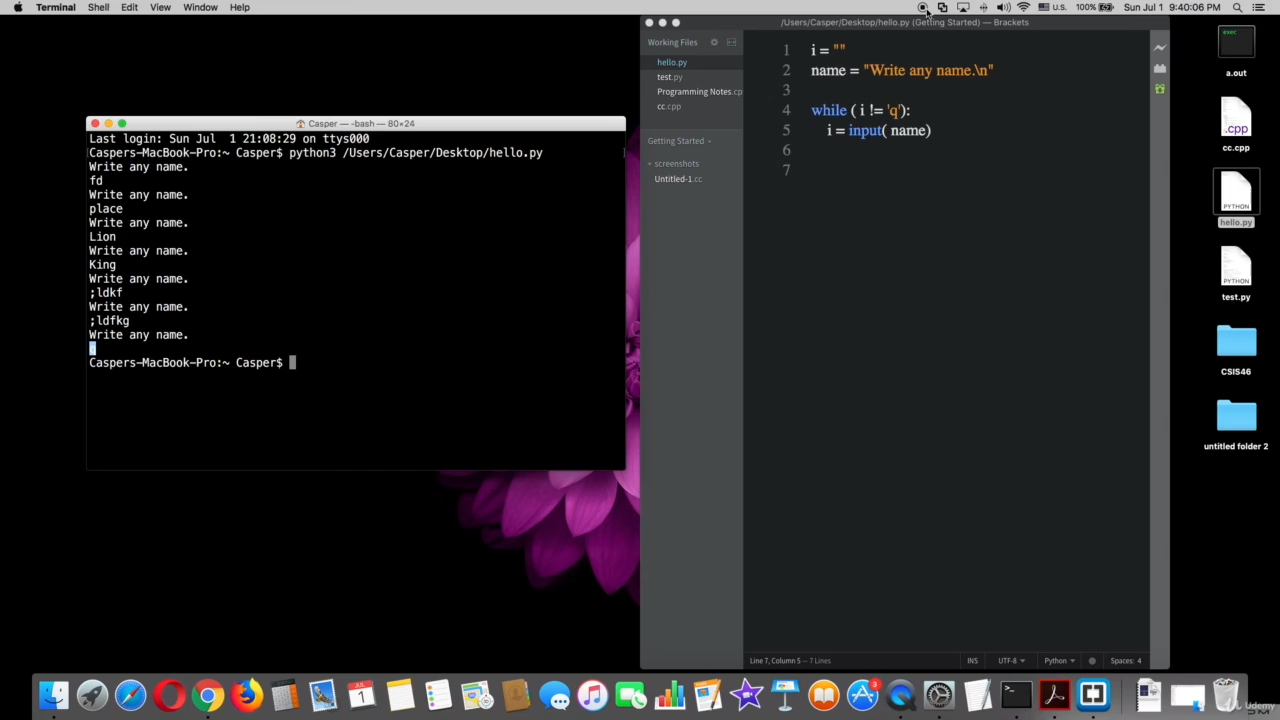 Terminal Shell Edit View Window Help
U.S. 100% Sun Jul 1 9:40:06 PM
/Users/Casper/Desktop/hello.py (Getting Started) — Brackets
Working Files
hello.py
test.py
Programming Notes.cp
cc.cpp
Getting Started
screenshots
Untitled-1.cc
1 i = ""
2 name = "Write any name.\n"
3
4 while ( i != 'q'):
5 i = input( name)
6
7
Line 7, Column 5 — 7 Lines
INS UTF-8 Python Spaces: 4
Casper — -bash — 80×24
Last login: Sun Jul  1 21:08:29 on ttys000
Caspers-MacBook-Pro:~ Casper$ python3 /Users/Casper/Desktop/hello.py
Write any name.
fd
Write any name.
place
Write any name.
Lion
Write any name.
King
Write any name.
;ldkf
Write any name.
;ldfkg
Write any name.
Caspers-MacBook-Pro:~ Casper$
exec
a.out
.cpp
cc.cpp
PYTHON
hello.py
PYTHON
test.py
CSIS46
untitled folder 2
3
Udemy